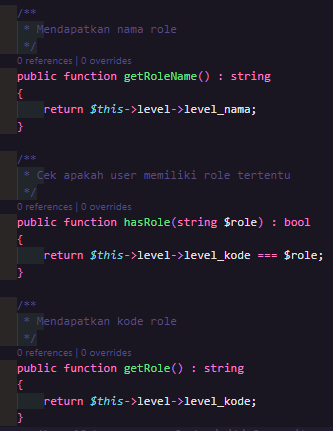 /**
* Mendapatkan nama role
*/
0 references | 0 overrides
public function getRoleName() : string
{
return $this->level->level_nama;
}
/**
* Cek apakah user memiliki role tertentu
*/
0 references | 0 overrides
public function hasRole(string $role) : bool
{
return $this->level->level_kode === $role;
}
/**
* Mendapatkan kode role
*/
0 references | 0 overrides
public function getRole() : string
{
return $this->level->level_kode;
}